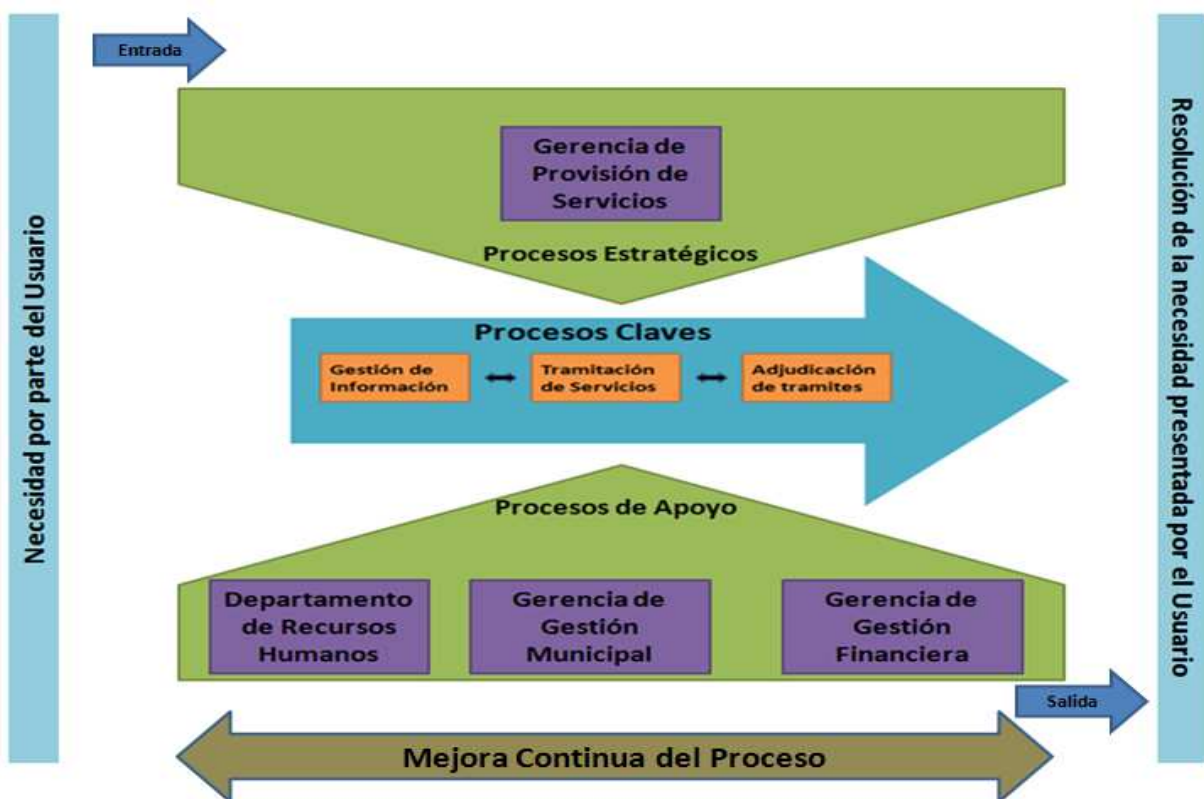 Necesidad por parte del Usuario
Entrada
Gerencia de
Provisión de
Servicios
Procesos Estratégicos
Procesos Claves
Gestión de
Información
Tramitación
de Servicios
Adjudicación
de tramites
Procesos de Apoyo
Departamento
de Recursos
Humanos
Gerencia de
Gestión
Municipal
Gerencia de
Gestión
Financiera
Salida
Mejora Continua del Proceso
Resolución de la necesidad presentada por el Usuario